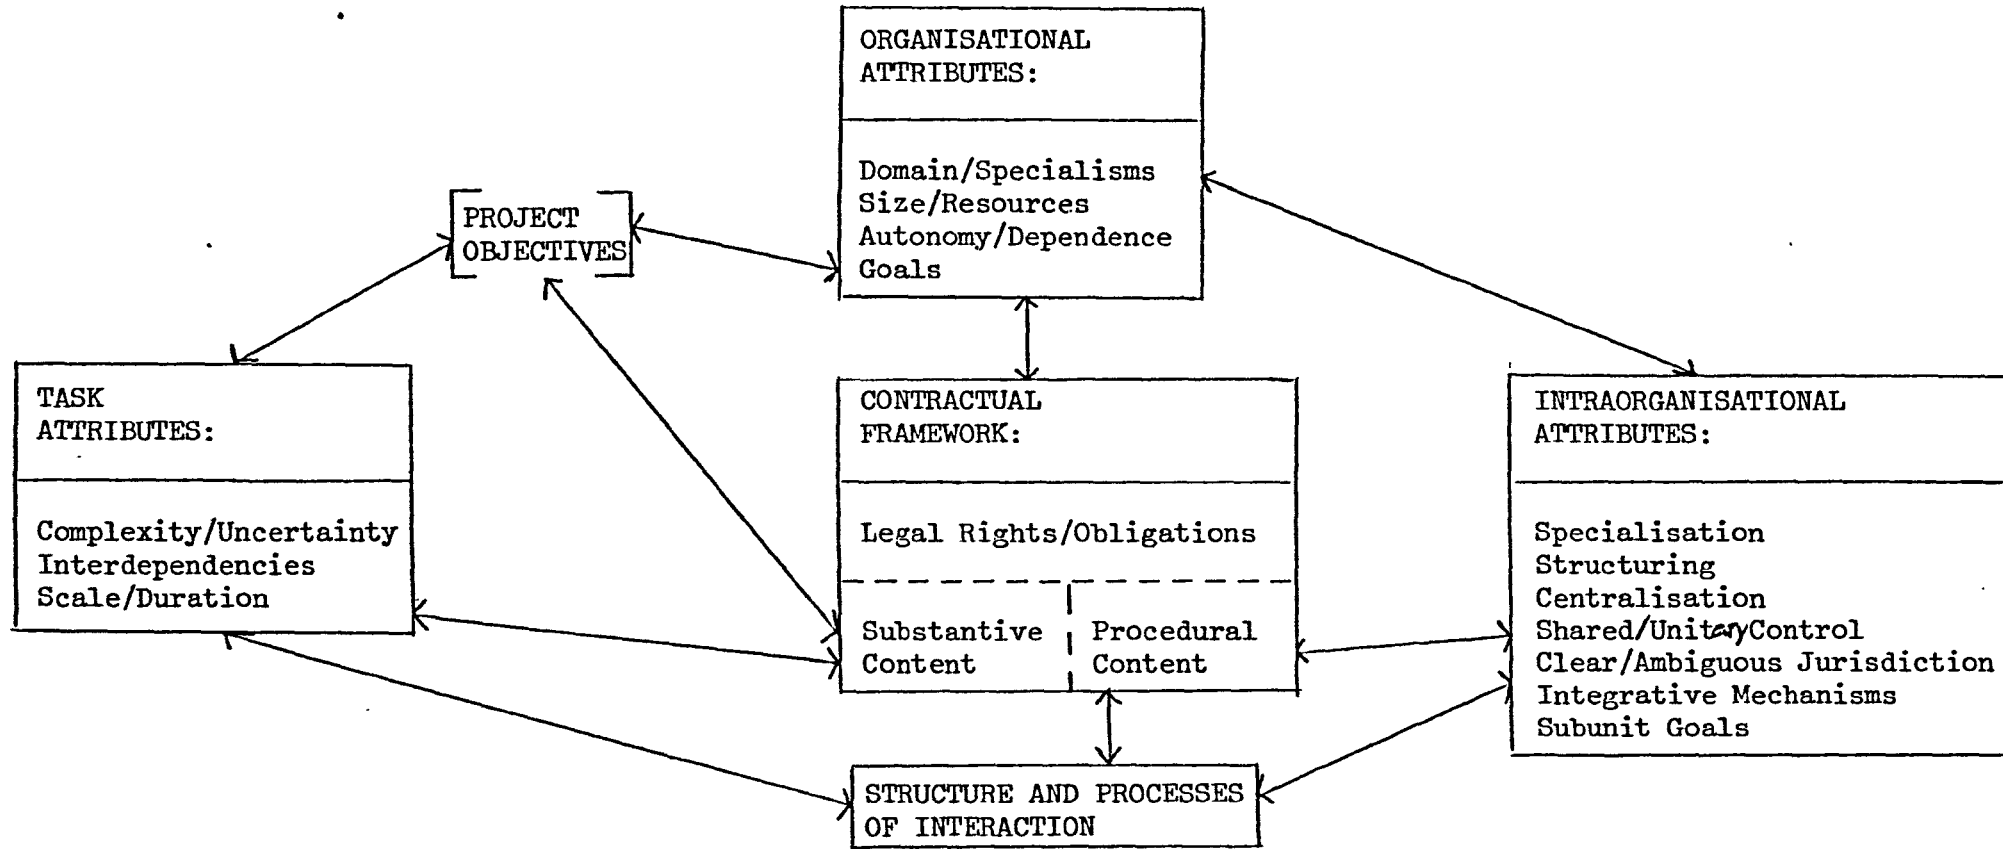 ORGANISATIONAL
ATTRIBUTES:
Domain/Specialisms
Size/Resources
Autonomy/Dependence
Goals
PROJECT
OBJECTIVES
TASK
ATTRIBUTES:
Complexity/Uncertainty
Interdependencies
Scale/Duration
CONTRACTUAL
FRAMEWORK:
Legal Rights/Obligations
Substantive
Content
Procedural
Content
INTRAORGANISATIONAL
ATTRIBUTES:
Specialisation
Structuring
Centralisation
Shared/Unitary Control
Clear/Ambiguous Jurisdiction
Integrative Mechanisms
Subunit Goals
STRUCTURE AND PROCESSES
OF INTERACTION